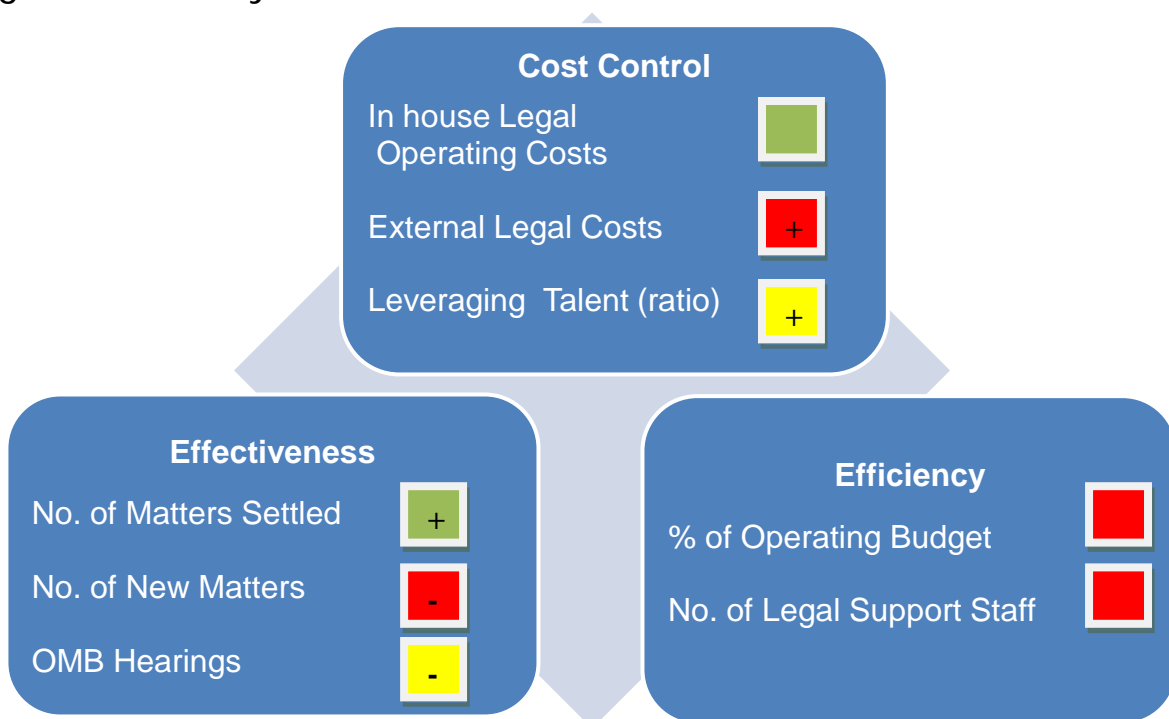 Cost Control
In house Legal
Operating Costs
External Legal Costs
+
Leveraging Talent (ratio)
+
Effectiveness
No. of Matters Settled
+
No. of New Matters
-
OMB Hearings
-
Efficiency
% of Operating Budget
No. of Legal Support Staff